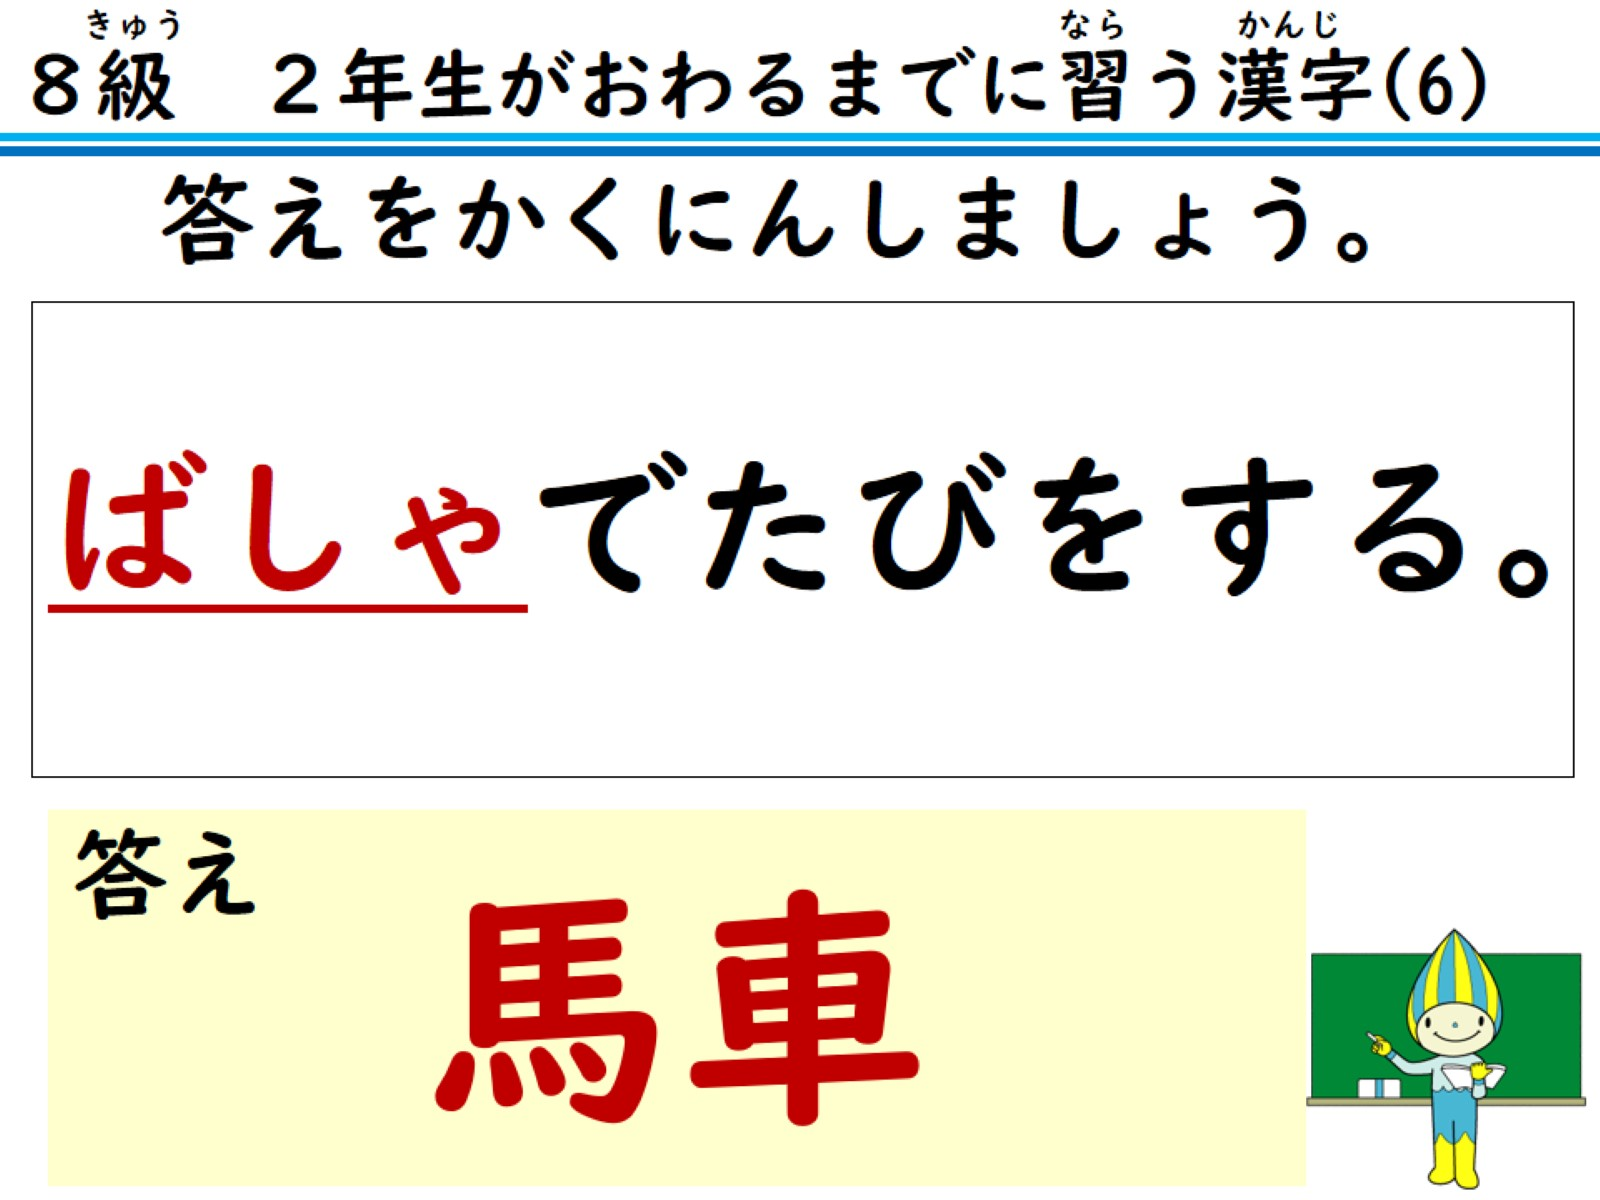 きゅう なら かんじ
８級　２年生がおわるまでに習う漢字(6)
答えをかくにんしましょう。
ばしゃでたびをする。
答え
馬車